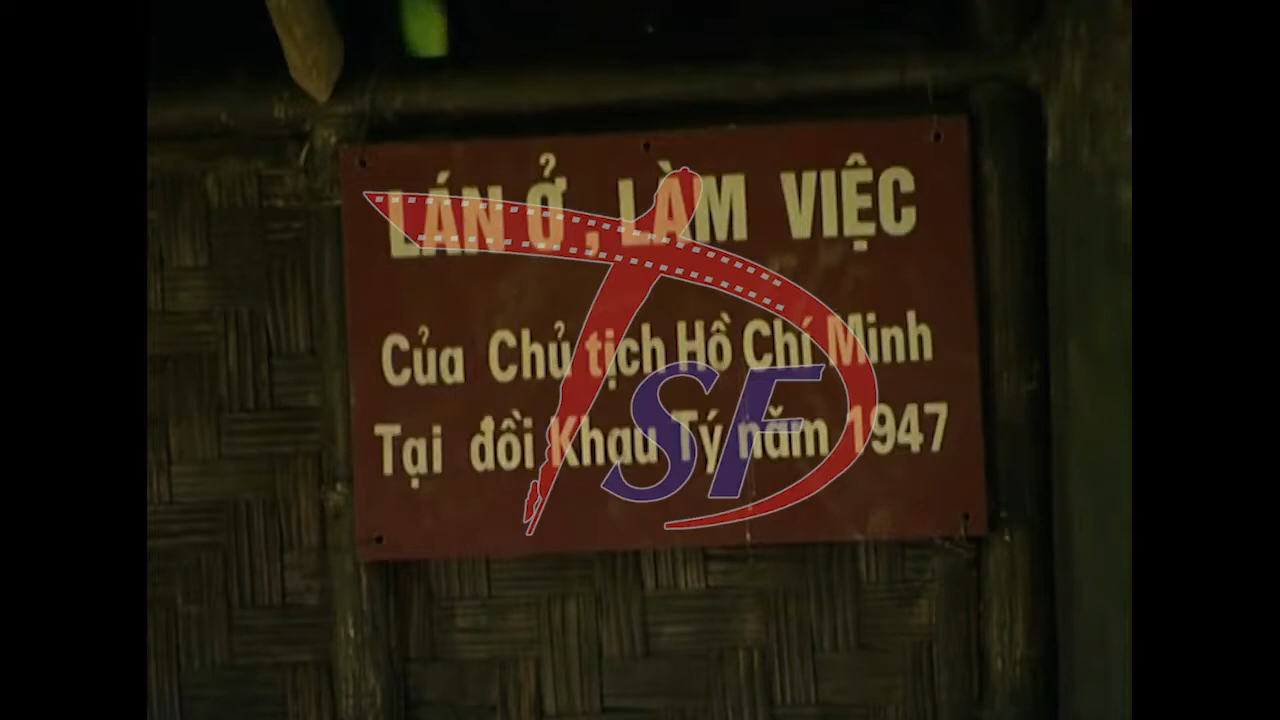 LÁN Ở, LÀM VIỆC
Của Chủ tịch Hồ Chí Minh
Tại đồi Khau Tý năm 1947
TSF